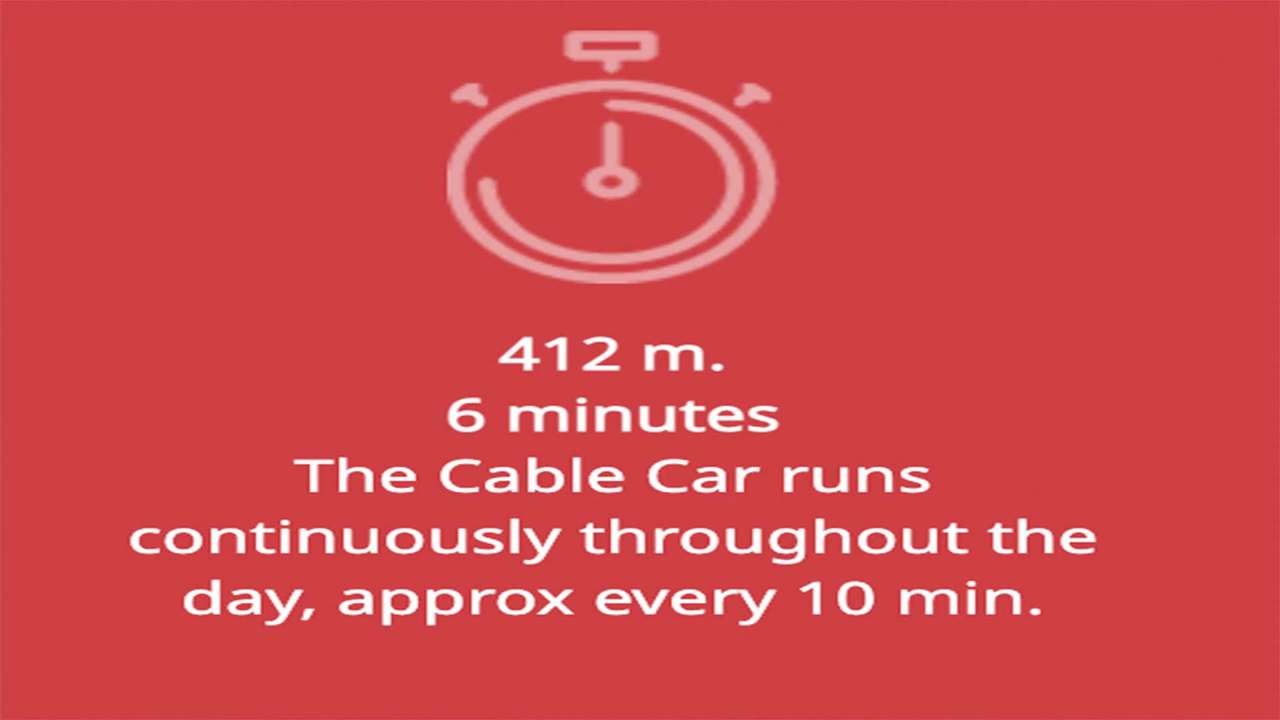 412 m.
6 minutes
The Cable Car runs
continuously throughout the
day, approx every 10 min.